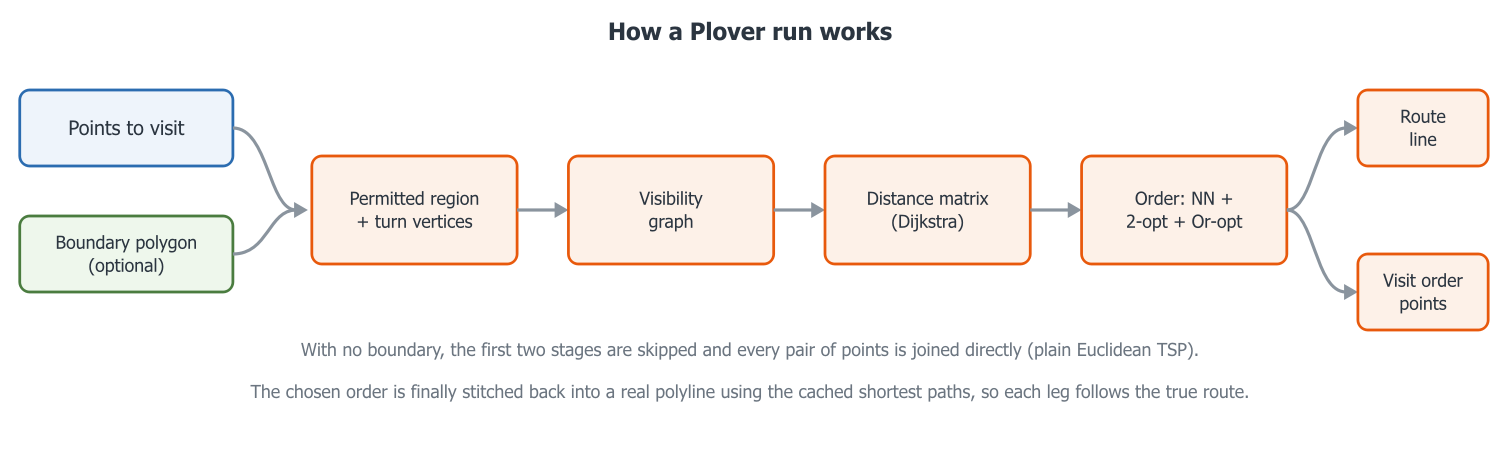 How a Plover run works
Points to visit
Boundary polygon
(optional)
Permitted region
+ turn vertices
Visibility
graph
Distance matrix
(Dijkstra)
Order: NN +
2-opt + Or-opt
Route
line
Visit order
points
With no boundary, the first two stages are skipped and every pair of points is joined directly (plain Euclidean TSP).
The chosen order is finally stitched back into a real polyline using the cached shortest paths, so each leg follows the true route.